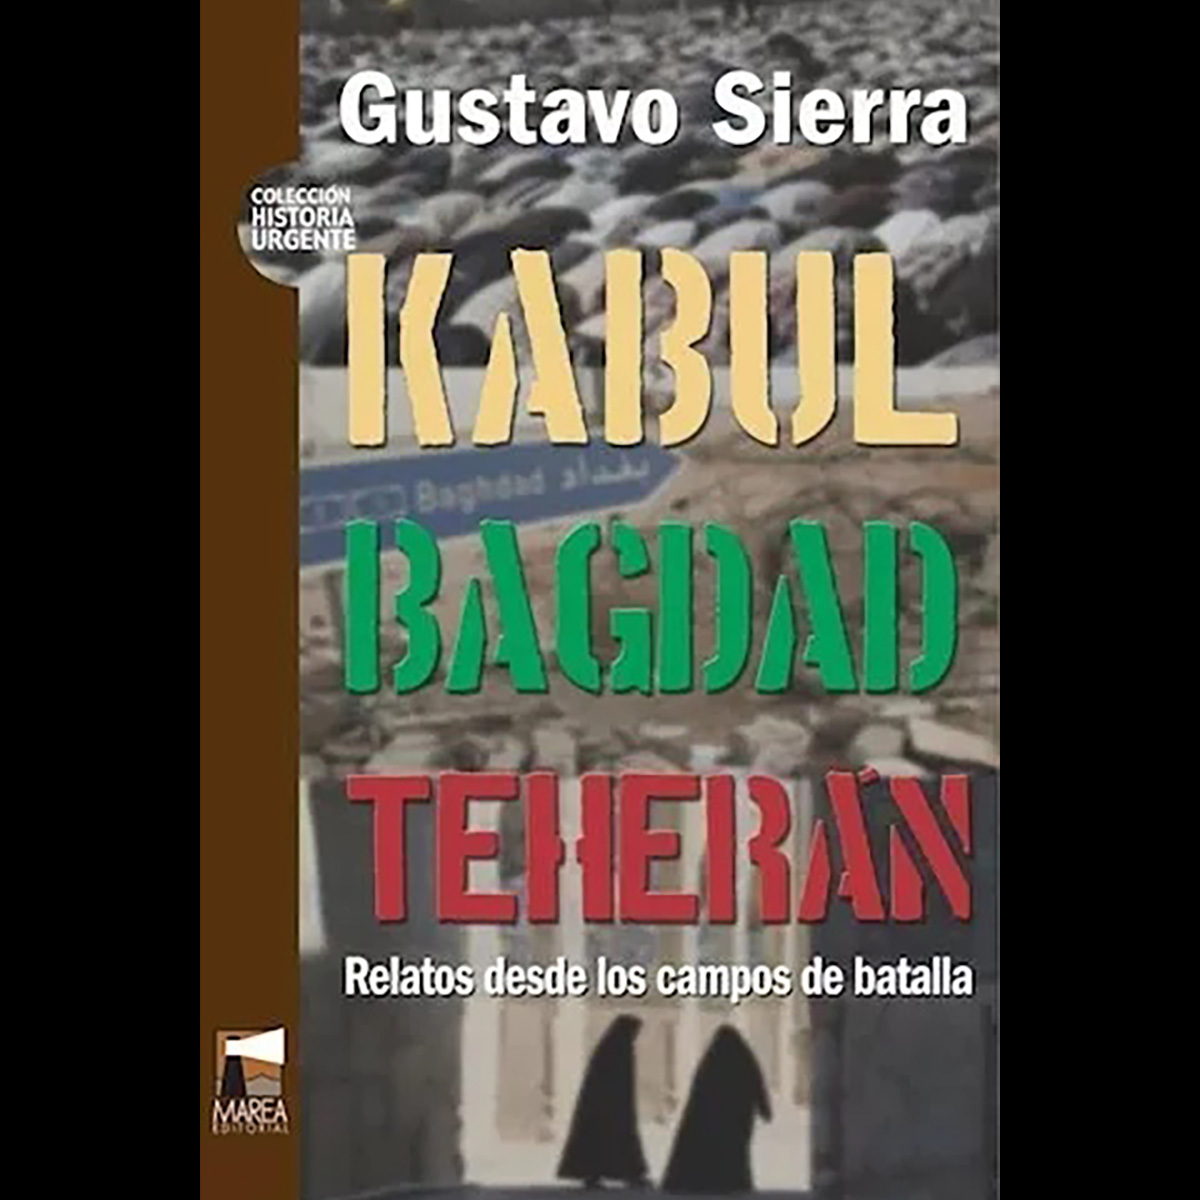 Gustavo Sierra
COLECCIÓN
HISTORIA
URGENTE
KABUL
Baghdad بغداد
BAGDAD
TEHERÁN
Relatos desde los campos de batalla
MAREA
EDITORIAL